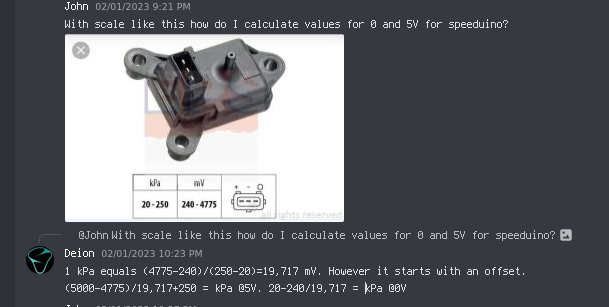 John 02/01/2023 9:21 PM
With scale like this how do I calculate values for 0 and 5V for speeduino?
kPa mV + - O
20 - 250 240 - 4775
all rights reserved
@John With scale like this how do I calculate values for 0 and 5V for speeduino?
Deion 02/01/2023 10:23 PM
1 kPa equals (4775-240)/(250-20)=19,717 mV. However it starts with an offset.
(5000-4775)/19,717+250 = kPa @5V. 20-240/19,717 = kPa @0V